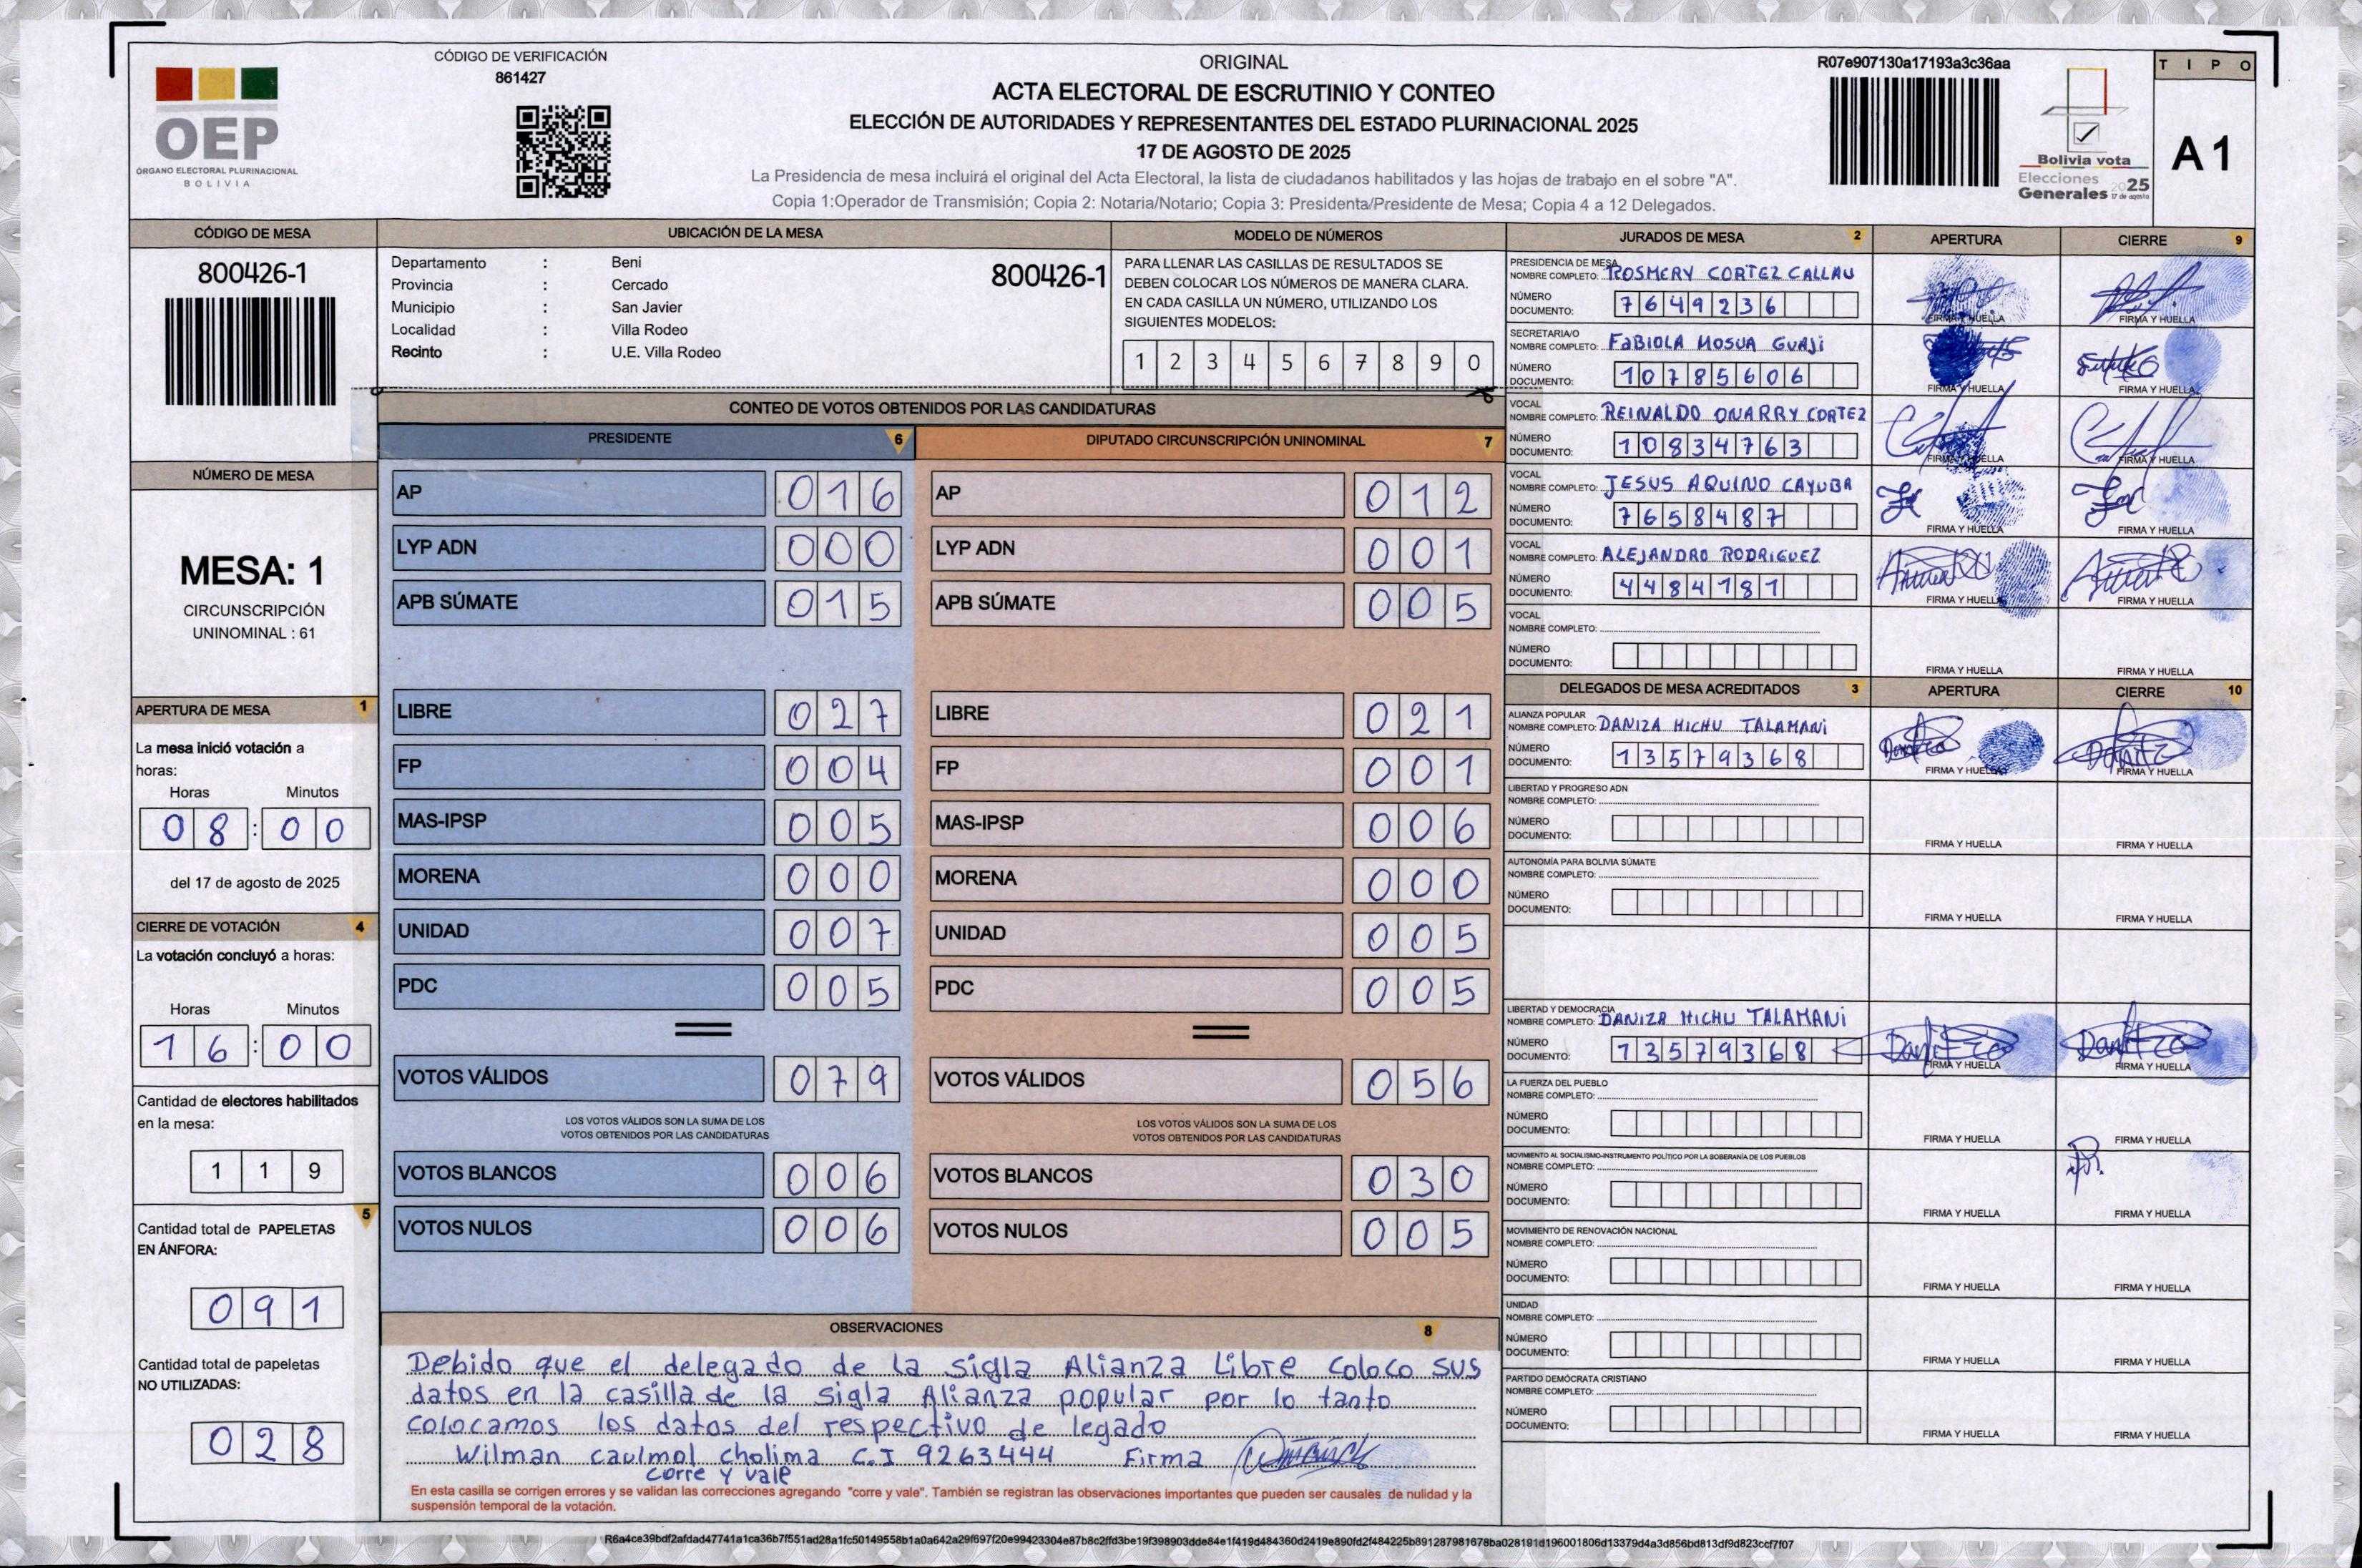 CÓDIGO DE VERIFICACIÓN
861427
OEP
ÓRGANO ELECTORAL PLURINACIONAL
BOLIVIA
ORIGINAL
ACTA ELECTORAL DE ESCRUTINIO Y CONTEO
ELECCIÓN DE AUTORIDADES Y REPRESENTANTES DEL ESTADO PLURINACIONAL 2025
17 DE AGOSTO DE 2025
La Presidencia de mesa incluirá el original del Acta Electoral, la lista de ciudadanos habilitados y las hojas de trabajo en el sobre "A".
Copia 1:Operador de Transmisión; Copia 2: Notaria/Notario; Copia 3: Presidenta/Presidente de Mesa; Copia 4 a 12 Delegados.
R07e907130a17193a3c36aa
Bolivia vota
Elecciones
Generales 2025
17 de agosto
TIPO
A 1
CÓDIGO DE MESA
800426-1
UBICACIÓN DE LA MESA
Departamento : Beni
Provincia : Cercado
Municipio : San Javier
Localidad : Villa Rodeo
Recinto : U.E. Villa Rodeo
800426-1
MODELO DE NÚMEROS
PARA LLENAR LAS CASILLAS DE RESULTADOS SE
DEBEN COLOCAR LOS NÚMEROS DE MANERA CLARA.
EN CADA CASILLA UN NÚMERO, UTILIZANDO LOS
SIGUIENTES MODELOS:
1 2 3 4 5 6 7 8 9 0
NÚMERO DE MESA
MESA: 1
CIRCUNSCRIPCIÓN
UNINOMINAL : 61
APERTURA DE MESA 1
La mesa inició votación a
horas:
Horas Minutos
08:00
del 17 de agosto de 2025
CIERRE DE VOTACIÓN 4
La votación concluyó a horas:
Horas Minutos
16:00
Cantidad de electores habilitados
en la mesa:
119
5
Cantidad total de PAPELETAS
EN ÁNFORA:
091
Cantidad total de papeletas
NO UTILIZADAS:
028
CONTEO DE VOTOS OBTENIDOS POR LAS CANDIDATURAS
PRESIDENTE 6
AP 016
LYP ADN 000
APB SÚMATE 015
LIBRE 027
FP 004
MAS-IPSP 005
MORENA 000
UNIDAD 007
PDC 005
VOTOS VÁLIDOS 079
LOS VOTOS VÁLIDOS SON LA SUMA DE LOS
VOTOS OBTENIDOS POR LAS CANDIDATURAS
VOTOS BLANCOS 006
VOTOS NULOS 006
DIPUTADO CIRCUNSCRIPCIÓN UNINOMINAL 7
AP 012
LYP ADN 001
APB SÚMATE 005
LIBRE 021
FP 001
MAS-IPSP 006
MORENA 000
UNIDAD 005
PDC 005
VOTOS VÁLIDOS 056
LOS VOTOS VÁLIDOS SON LA SUMA DE LOS
VOTOS OBTENIDOS POR LAS CANDIDATURAS
VOTOS BLANCOS 030
VOTOS NULOS 005
OBSERVACIONES 8
Debido que el delegado de la sigla Alianza Libre coloco sus
datos en la casilla de la sigla Alianza popular por lo tanto
colocamos los datos del respectivo de legado
Wilman caulmol cholima C.I 9263444 Firma
corre y vale
En esta casilla se corrigen errores y se validan las correcciones agregando "corre y vale". También se registran las observaciones importantes que pueden ser causales de nulidad y la
suspensión temporal de la votación.
JURADOS DE MESA 2 APERTURA CIERRE 9
PRESIDENCIA DE MESA
NOMBRE COMPLETO: ROSMERY CORTEZ CALLAU
NÚMERO
DOCUMENTO: 7649236
FIRMA Y HUELLA FIRMA Y HUELLA
SECRETARIA/O
NOMBRE COMPLETO: FABIOLA MOSUA GUAJi
NÚMERO
DOCUMENTO: 10785606
FIRMA Y HUELLA FIRMA Y HUELLA
VOCAL
NOMBRE COMPLETO: REINALDO ONARRY CORTEZ
NÚMERO
DOCUMENTO: 10834763
FIRMA Y HUELLA FIRMA Y HUELLA
VOCAL
NOMBRE COMPLETO: JESUS AQUINO CAYUBA
NÚMERO
DOCUMENTO: 7658487
FIRMA Y HUELLA FIRMA Y HUELLA
VOCAL
NOMBRE COMPLETO: ALEJANDRO RODRIGUEZ
NÚMERO
DOCUMENTO: 4484181
FIRMA Y HUELLA FIRMA Y HUELLA
VOCAL
NOMBRE COMPLETO:
NÚMERO
DOCUMENTO:
FIRMA Y HUELLA FIRMA Y HUELLA
DELEGADOS DE MESA ACREDITADOS 3 APERTURA CIERRE 10
ALIANZA POPULAR
NOMBRE COMPLETO: DANIZA HICHU TALAMANi
NÚMERO
DOCUMENTO: 13579368
FIRMA Y HUELLA FIRMA Y HUELLA
LIBERTAD Y PROGRESO ADN
NOMBRE COMPLETO:
NÚMERO
DOCUMENTO:
FIRMA Y HUELLA FIRMA Y HUELLA
AUTONOMÍA PARA BOLIVIA SÚMATE
NOMBRE COMPLETO:
NÚMERO
DOCUMENTO:
FIRMA Y HUELLA FIRMA Y HUELLA
LIBERTAD Y DEMOCRACIA
NOMBRE COMPLETO: DANIZA HICHU TALAMANi
NÚMERO
DOCUMENTO: 13579368
FIRMA Y HUELLA FIRMA Y HUELLA
LA FUERZA DEL PUEBLO
NOMBRE COMPLETO:
NÚMERO
DOCUMENTO:
FIRMA Y HUELLA FIRMA Y HUELLA
MOVIMIENTO AL SOCIALISMO-INSTRUMENTO POLÍTICO POR LA SOBERANÍA DE LOS PUEBLOS
NOMBRE COMPLETO:
NÚMERO
DOCUMENTO:
FIRMA Y HUELLA FIRMA Y HUELLA
MOVIMIENTO DE RENOVACIÓN NACIONAL
NOMBRE COMPLETO:
NÚMERO
DOCUMENTO:
FIRMA Y HUELLA FIRMA Y HUELLA
UNIDAD
NOMBRE COMPLETO:
NÚMERO
DOCUMENTO:
FIRMA Y HUELLA FIRMA Y HUELLA
PARTIDO DEMÓCRATA CRISTIANO
NOMBRE COMPLETO:
NÚMERO
DOCUMENTO:
FIRMA Y HUELLA FIRMA Y HUELLA